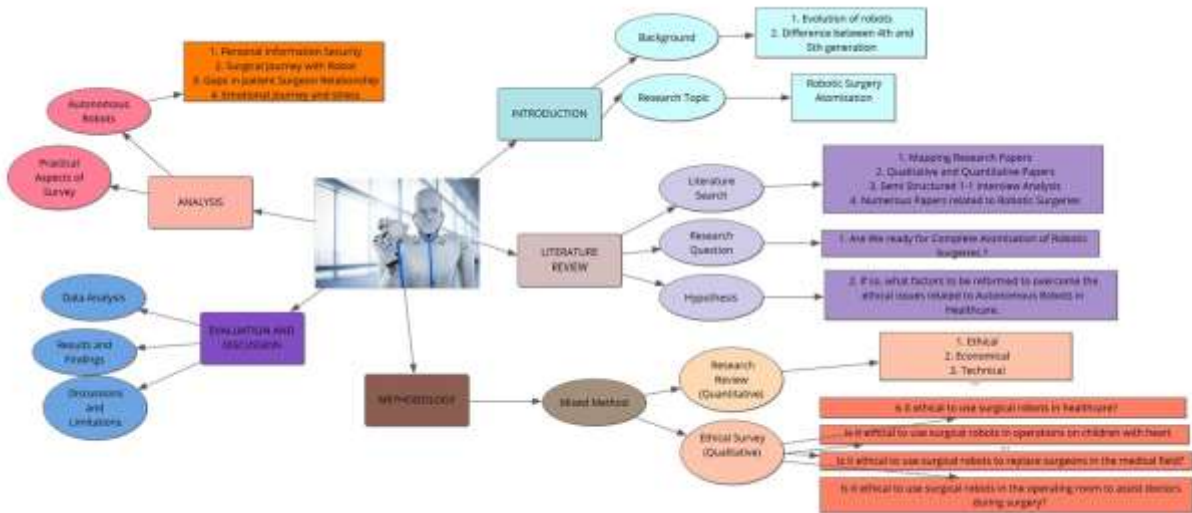 Background
1. Evolution of robots
2. Difference between 4th and
5th generation
INTRODUCTION
Research Topic
Robotic Surgery
Atomisation
1. Personal Information Security
2. Surgical Journey with Robot
3. Gaps in patient Surgeon Relationship
4. Emotional Journey and stress
Autonomous
Robots
Practical
Aspects of
Survey
ANALYSIS
LITERATURE
REVIEW
Literature
Search
1. Mapping Research Papers
2. Qualitative and Quantitative Papers
3. Semi Structured 1-1 Interview Analysis
4. Numerous Papers related to Robotic Surgeries
Research
Question
1. Are We ready for Complete Atomisation of Robotic
Surgeries ?
Hypothesis
2. If so, what factors to be reformed to overcome the
ethical issues related to Autonomous Robots in
Healthcare.
Data Analysis
Results and
Findings
Discussions
and
Limitations
EVALUATION AND
DISCUSSION
METHODOLOGY
Mixed Method
Research
Review
(Quantitative)
1. Ethical
2. Economical
3. Technical
Ethical Survey
(Qualitative)
Is it ethical to use surgical robots in healthcare?
Is it ethical to use surgical robots in operations on children with heart
Is it ethical to use surgical robots to replace surgeons in the medical field?
Is it ethical to use surgical robots in the operating room to assist doctors
during surgery?